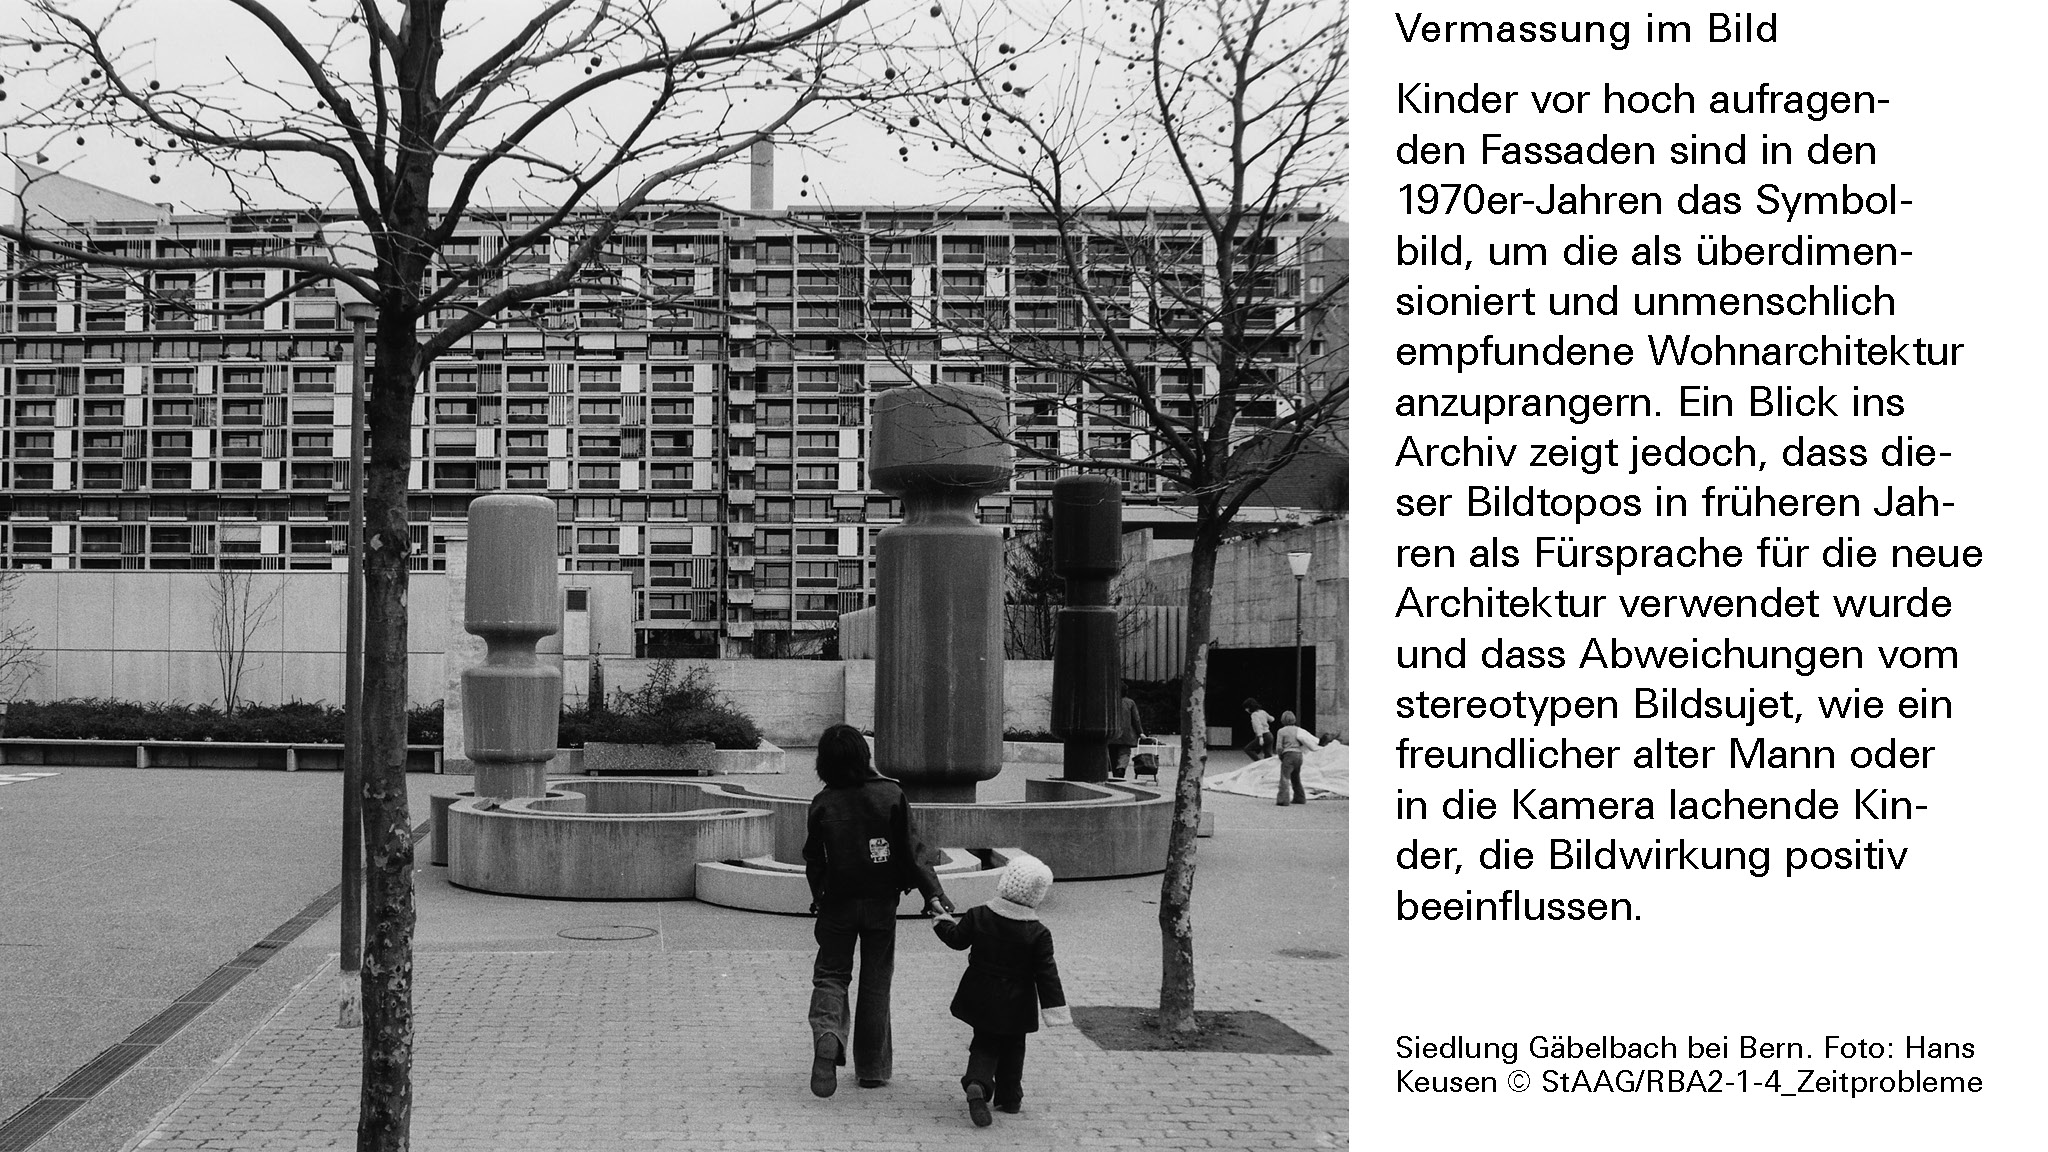 Vermassung im Bild
Kinder vor hoch aufragen-
den Fassaden sind in den
1970er-Jahren das Symbol-
bild, um die als überdimen-
sioniert und unmenschlich
empfundene Wohnarchitektur
anzuprangern. Ein Blick ins
Archiv zeigt jedoch, dass die-
ser Bildtopos in früheren Jah-
ren als Fürsprache für die neue
Architektur verwendet wurde
und dass Abweichungen vom
stereotypen Bildsujet, wie ein
freundlicher alter Mann oder
in die Kamera lachende Kin-
der, die Bildwirkung positiv
beeinflussen.
Siedlung Gäbelbach bei Bern. Foto: Hans
Keusen © StAAG/RBA2-1-4_Zeitprobleme